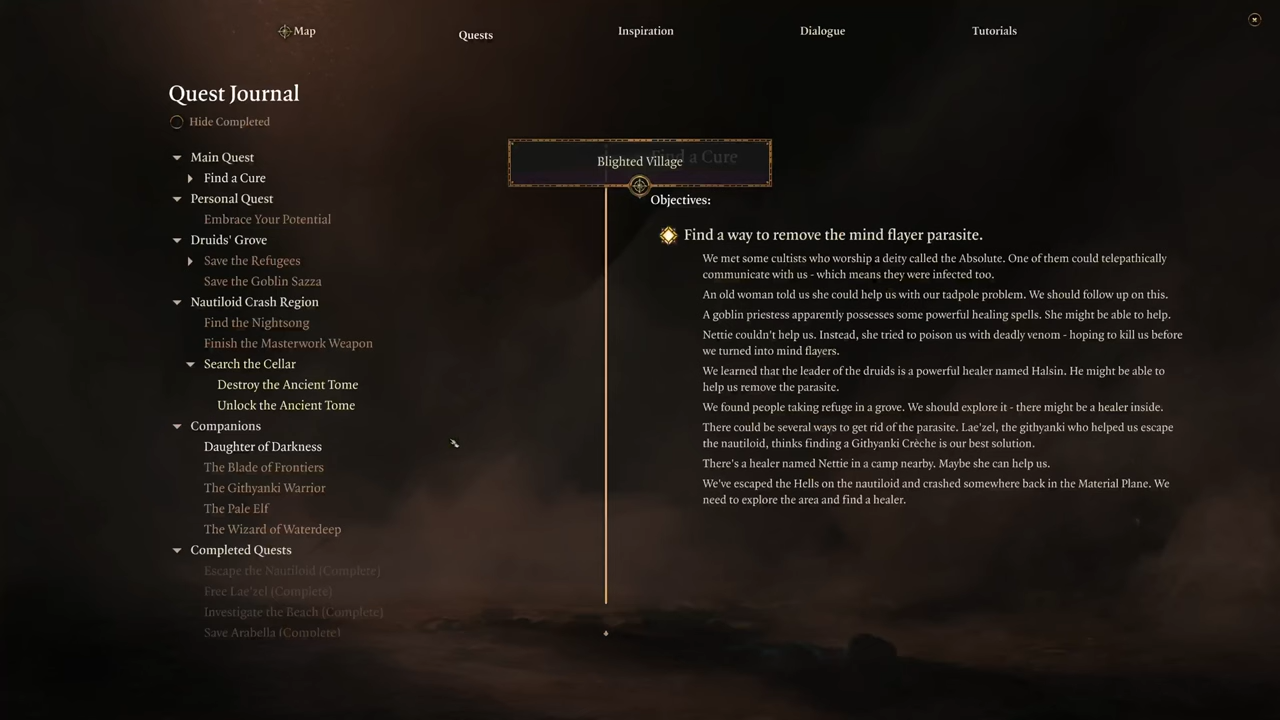 Map
Quests
Inspiration
Dialogue
Tutorials
Quest Journal
Hide Completed
Main Quest
Find a Cure
Personal Quest
Embrace Your Potential
Druids' Grove
Save the Refugees
Save the Goblin Sazza
Nautiloid Crash Region
Find the Nightsong
Finish the Masterwork Weapon
Search the Cellar
Destroy the Ancient Tome
Unlock the Ancient Tome
Companions
Daughter of Darkness
The Blade of Frontiers
The Githyanki Warrior
The Pale Elf
The Wizard of Waterdeep
Completed Quests
Escape the Nautiloid (Complete)
Free Lae'zel (Complete)
Investigate the Beach (Complete)
Save Arabella (Complete)
Find a Cure
Blighted Village
Objectives:
Find a way to remove the mind flayer parasite.
We met some cultists who worship a deity called the Absolute. One of them could telepathically
communicate with us - which means they were infected too.
An old woman told us she could help us with our tadpole problem. We should follow up on this.
A goblin priestess apparently possesses some powerful healing spells. She might be able to help.
Nettie couldn't help us. Instead, she tried to poison us with deadly venom - hoping to kill us before
we turned into mind flayers.
We learned that the leader of the druids is a powerful healer named Halsin. He might be able to
help us remove the parasite.
We found people taking refuge in a grove. We should explore it - there might be a healer inside.
There could be several ways to get rid of the parasite. Lae'zel, the githyanki who helped us escape
the nautiloid, thinks finding a Githyanki Crèche is our best solution.
There's a healer named Nettie in a camp nearby. Maybe she can help us.
We've escaped the Hells on the nautiloid and crashed somewhere back in the Material Plane. We
need to explore the area and find a healer.